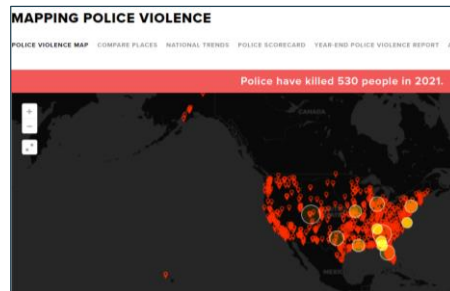 MAPPING POLICE VIOLENCE
POLICE VIOLENCE MAP COMPARE PLACES NATIONAL TRENDS POLICE SCORECARD YEAR-END POLICE VIOLENCE REPORT
Police have killed 530 people in 2021.
+
−
CANADA